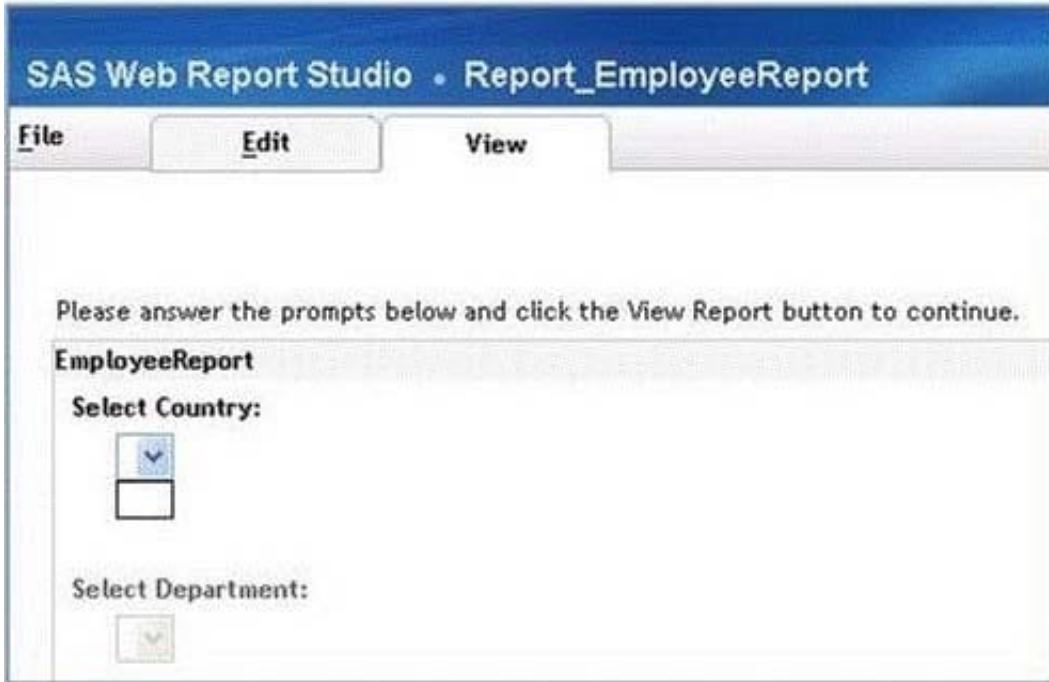 SAS Web Report Studio • Report_EmployeeReport
File Edit View
Please answer the prompts below and click the View Report button to continue.
EmployeeReport
Select Country:
Select Department: